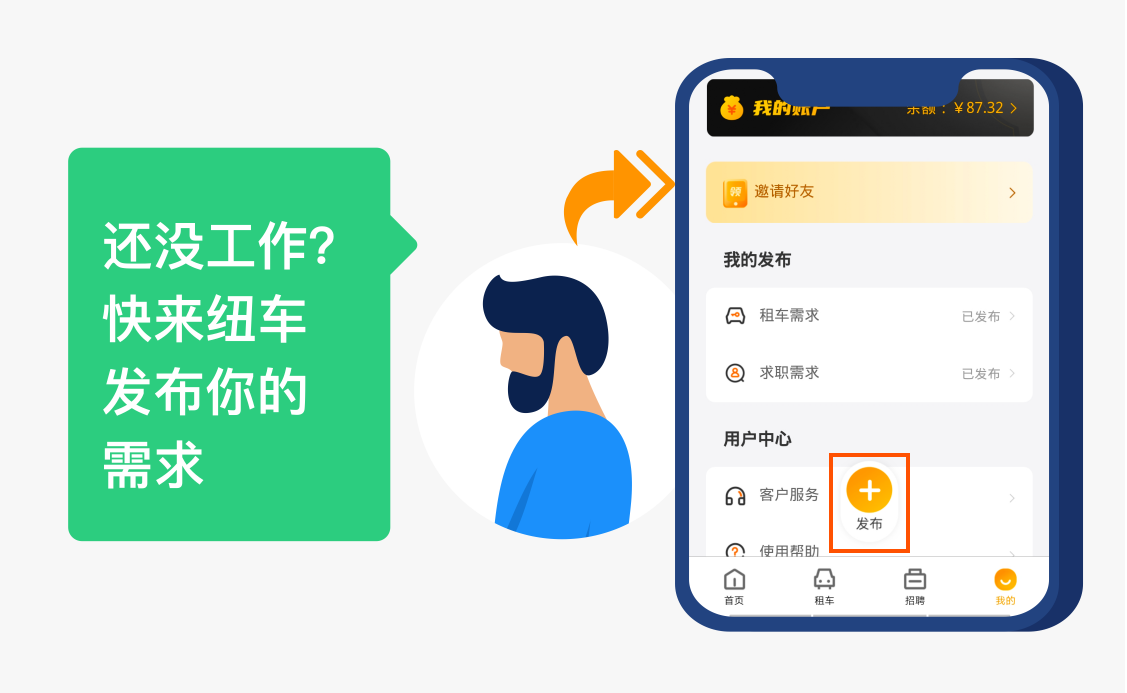 还没工作?
快来纽车
发布你的
需求
我的账户
余额：￥87.32
邀请好友
我的发布
租车需求
已发布
求职需求
已发布
用户中心
客户服务
发布
使用帮助
首页
租车
招聘
我的